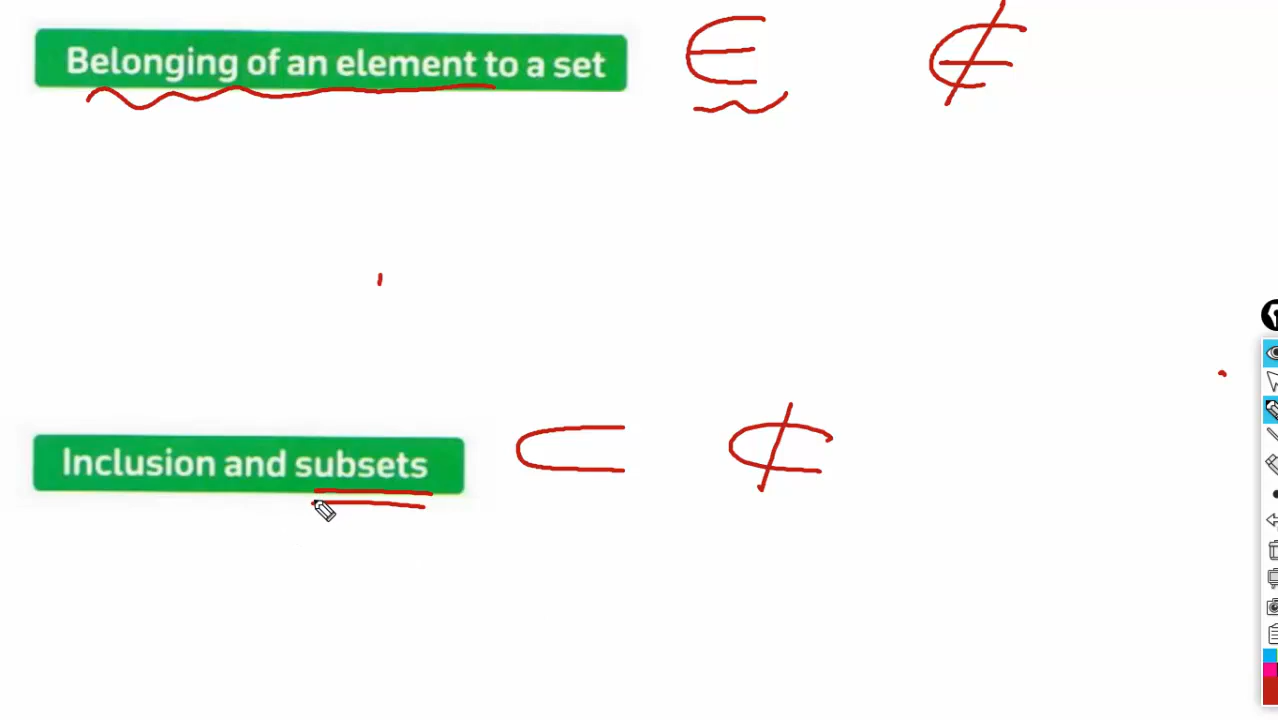 Belonging of an element to a set ∈ ∉
Inclusion and subsets ⊂ ⊄